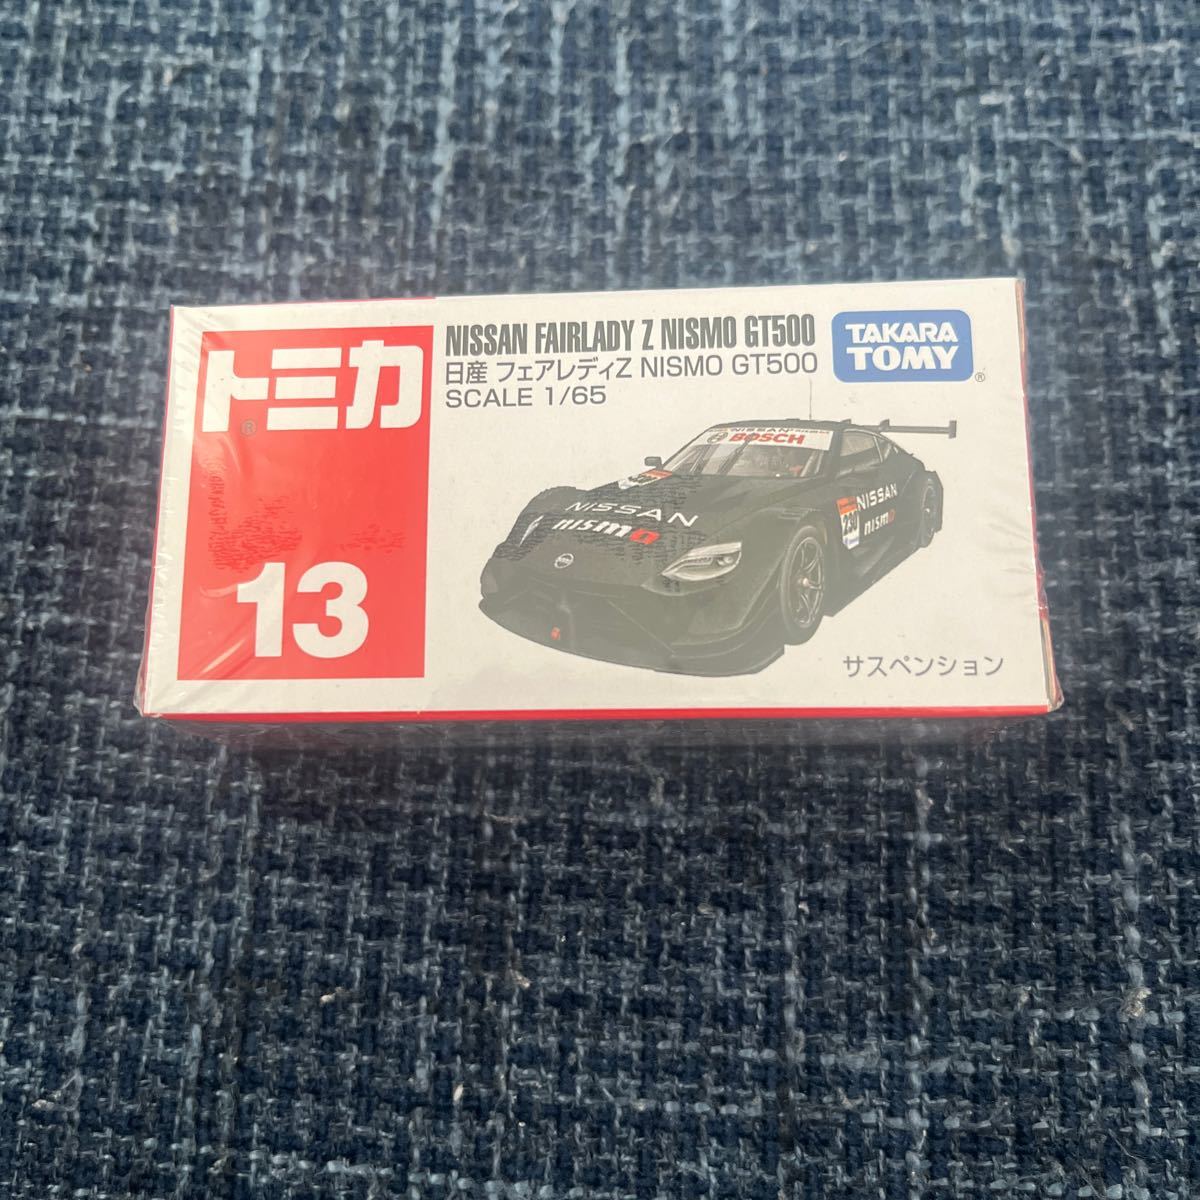 トミカ®
13
NISSAN FAIRLADY Z NISMO GT500
日産 フェアレディZ NISMO GT500
SCALE 1/65
TAKARA
TOMY®
NISSAN
BOSCH
NISSAN
nismo
230
NISSAN
nismo
サスペンション